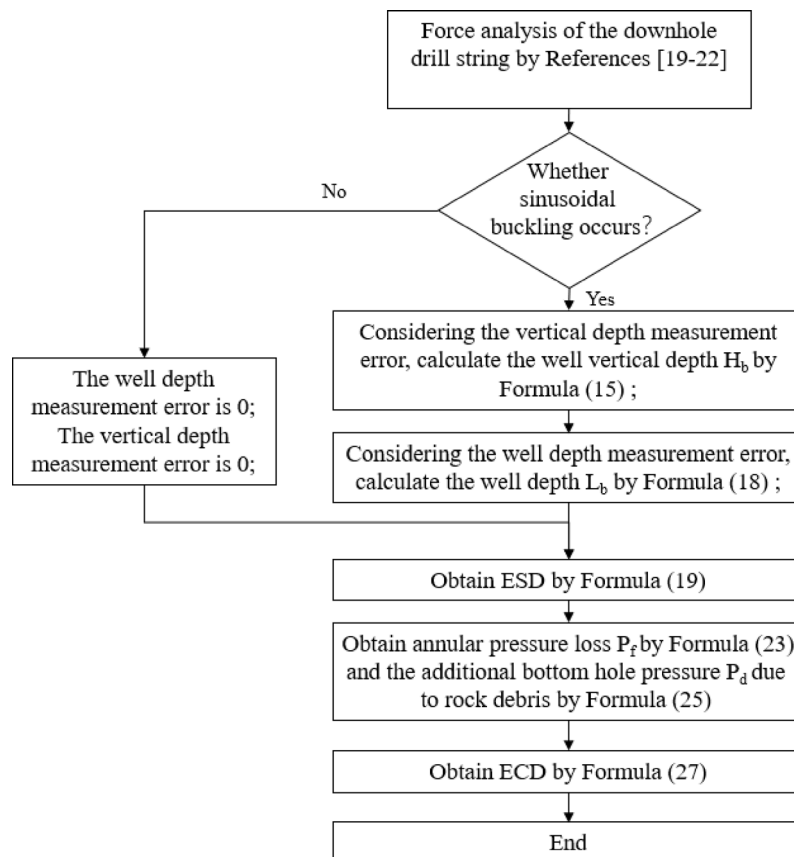 Force analysis of the downhole
drill string by References [19-22]
Whether
sinusoidal
buckling occurs?
No
Yes
Considering the vertical depth measurement
error, calculate the well vertical depth H_b by
Formula (15) ;
The well depth
measurement error is 0;
The vertical depth
measurement error is 0;
Considering the well depth measurement error,
calculate the well depth L_b by Formula (18) ;
Obtain ESD by Formula (19)
Obtain annular pressure loss P_f by Formula (23)
and the additional bottom hole pressure P_d due
to rock debris by Formula (25)
Obtain ECD by Formula (27)
End